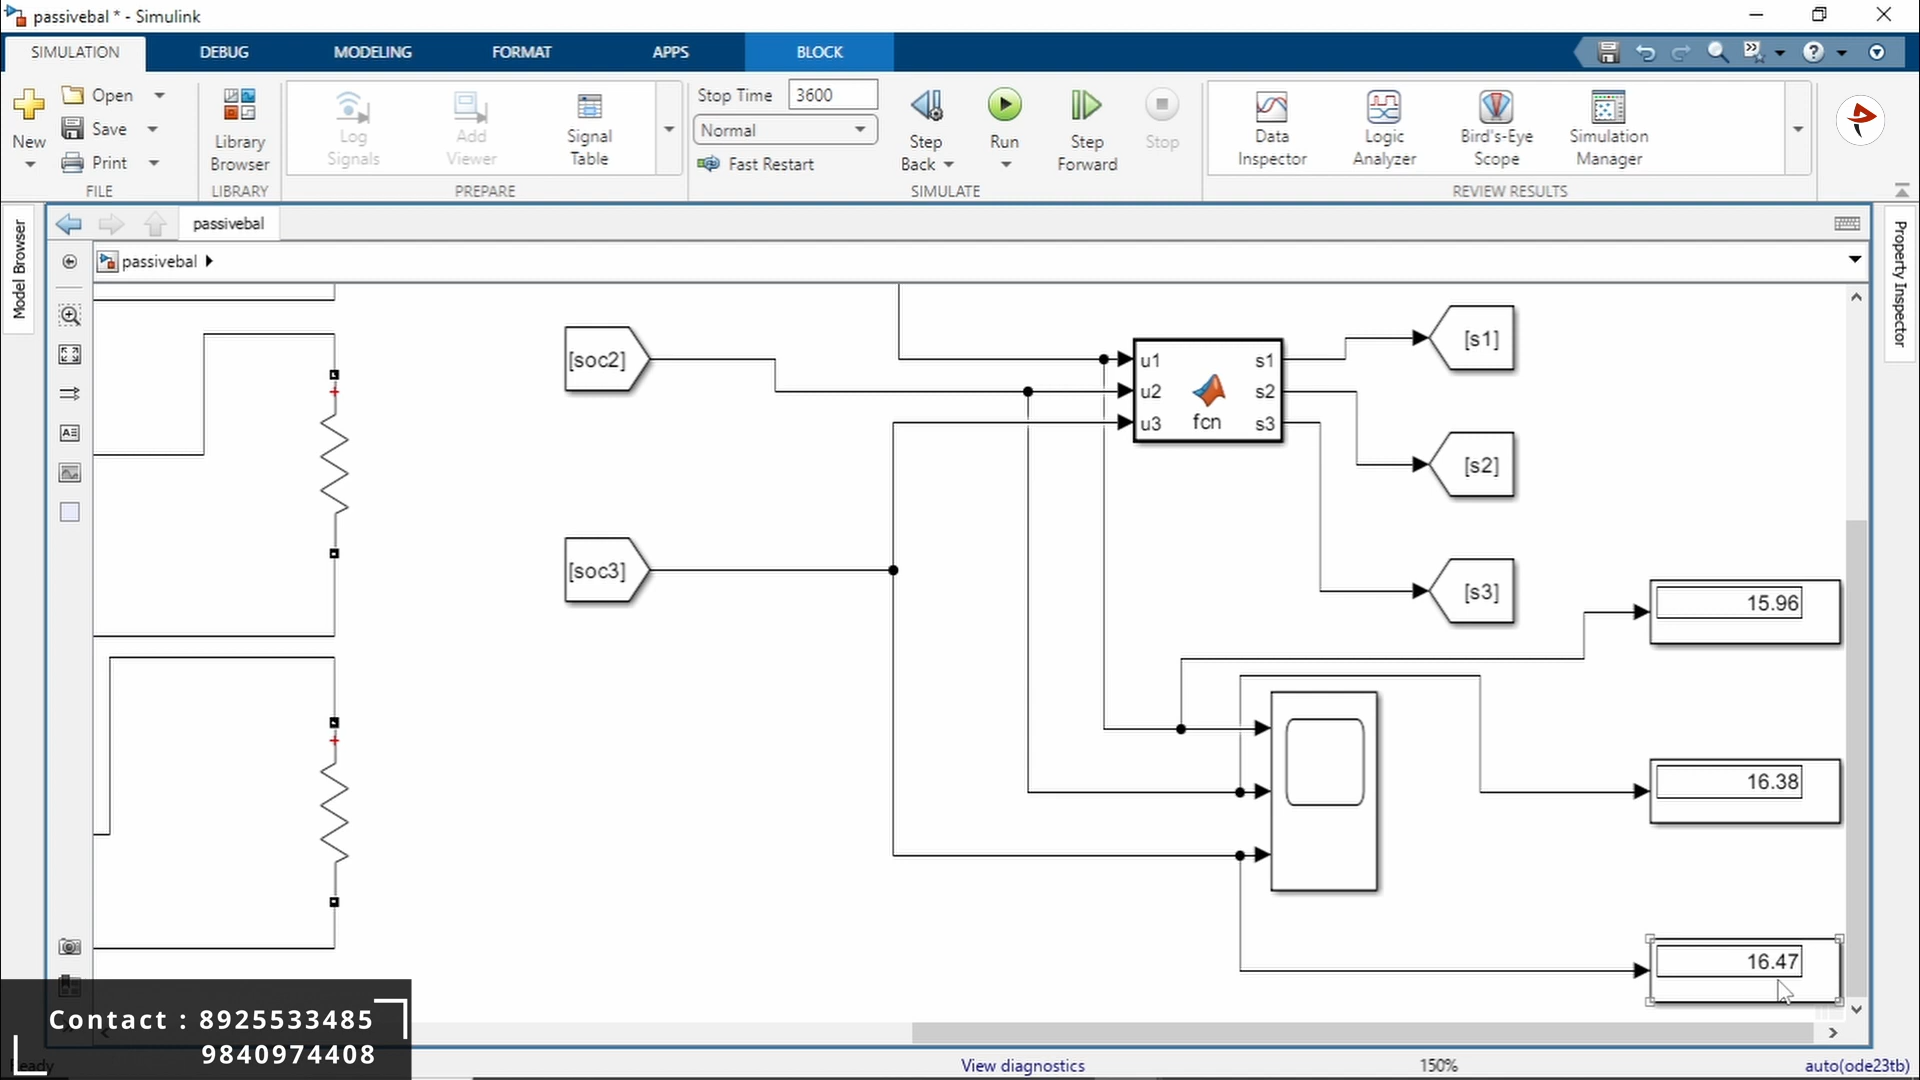 passivebal * - Simulink
SIMULATION
DEBUG
MODELING
FORMAT
APPS
BLOCK
New
Open
Save
Print
FILE
Library Browser
LIBRARY
Log Signals
Add Viewer
Signal Table
PREPARE
Stop Time 3600
Normal
Fast Restart
Step Back
Run
Step Forward
Stop
SIMULATE
Data Inspector
Logic Analyzer
Bird's-Eye Scope
Simulation Manager
REVIEW RESULTS
Model Browser
passivebal
passivebal
Property Inspector
[soc2]
[soc3]
u1
u2
u3
fcn
s1
s2
s3
[s1]
[s2]
[s3]
15.96
16.38
16.47
Contact : 8925533485
9840974408
Ready
View diagnostics
150%
auto(ode23tb)